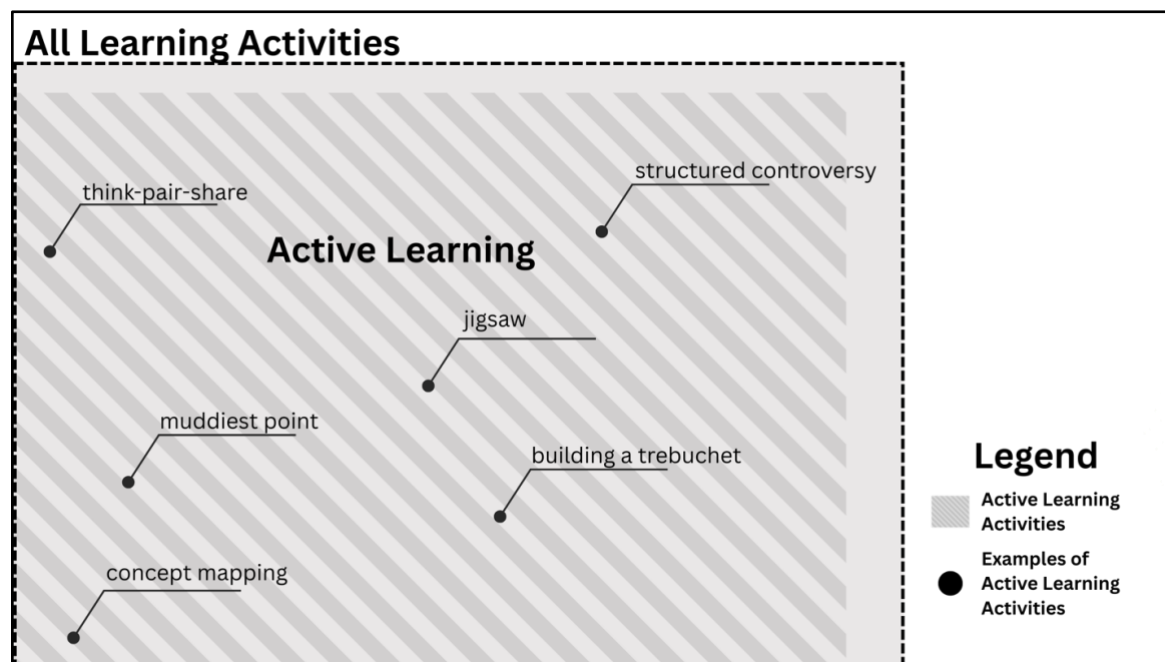 All Learning Activities
structured controversy
think-pair-share
Active Learning
jigsaw
muddiest point
building a trebuchet
concept mapping
Legend
Active Learning
Activities
Examples of
Active Learning
Activities